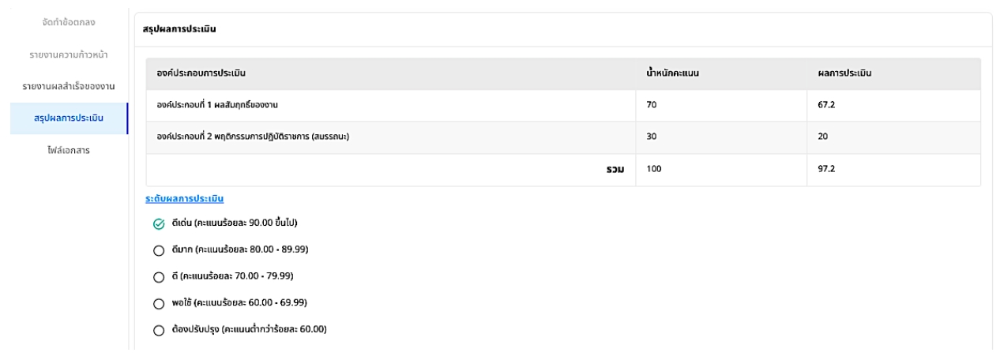 จัดทำข้อตกลง
รายงานความก้าวหน้า
รายงานผลสำเร็จของงาน
สรุปผลการประเมิน
ไฟล์เอกสาร
สรุปผลการประเมิน
องค์ประกอบการประเมิน น้ำหนักคะแนน ผลการประเมิน
องค์ประกอบที่ 1 ผลสัมฤทธิ์ของงาน 70 67.2
องค์ประกอบที่ 2 พฤติกรรมการปฏิบัติราชการ (สมรรถนะ) 30 20
รวม 100 97.2
ระดับผลการประเมิน
ดีเด่น (คะแนนร้อยละ 90.00 ขึ้นไป)
ดีมาก (คะแนนร้อยละ 80.00 - 89.99)
ดี (คะแนนร้อยละ 70.00 - 79.99)
พอใช้ (คะแนนร้อยละ 60.00 - 69.99)
ต้องปรับปรุง (คะแนนต่ำกว่าร้อยละ 60.00)